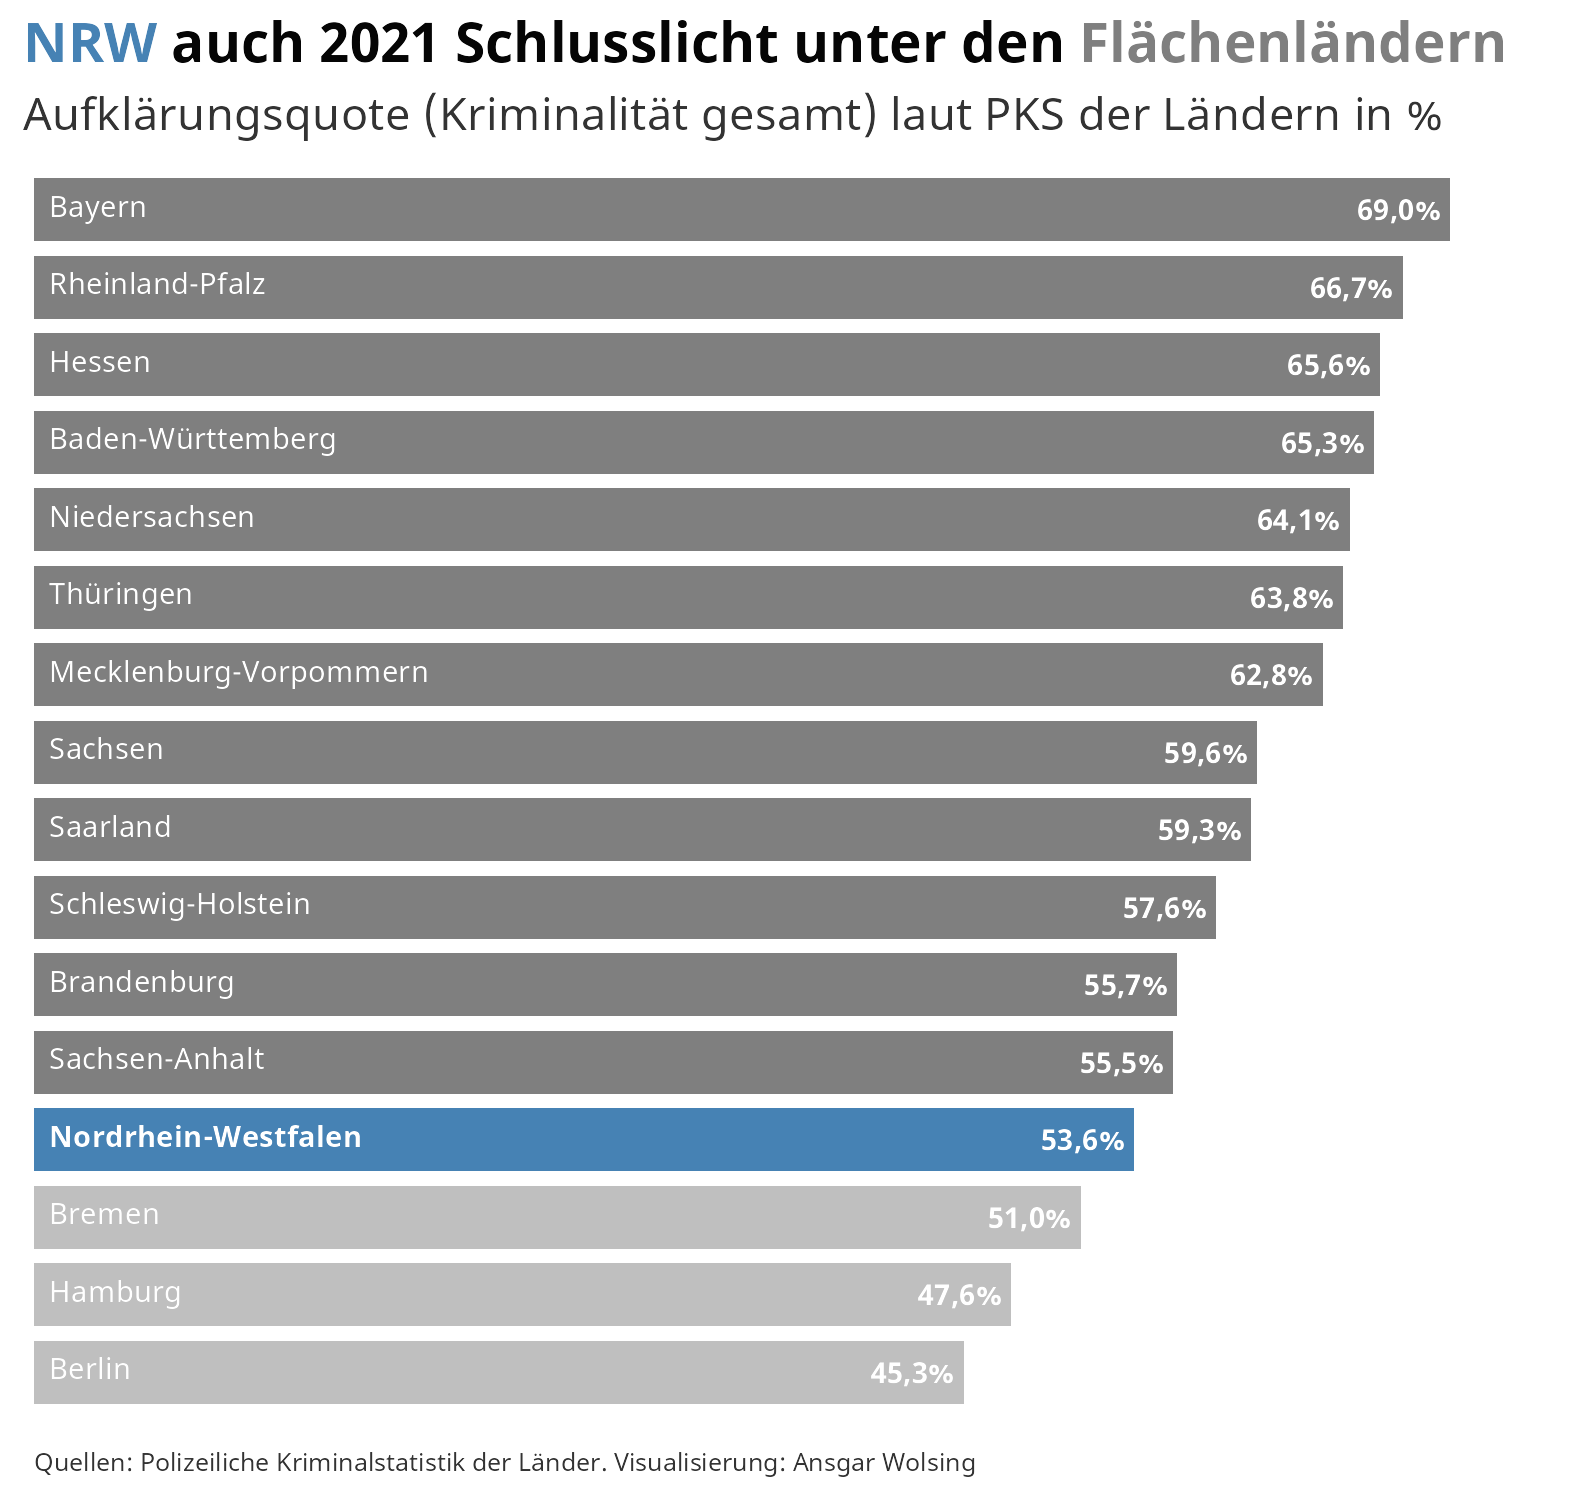 NRW auch 2021 Schlusslicht unter den Flächenländern
Aufklärungsquote (Kriminalität gesamt) laut PKS der Ländern in %
Bayern 69,0%
Rheinland-Pfalz 66,7%
Hessen 65,6%
Baden-Württemberg 65,3%
Niedersachsen 64,1%
Thüringen 63,8%
Mecklenburg-Vorpommern 62,8%
Sachsen 59,6%
Saarland 59,3%
Schleswig-Holstein 57,6%
Brandenburg 55,7%
Sachsen-Anhalt 55,5%
Nordrhein-Westfalen 53,6%
Bremen 51,0%
Hamburg 47,6%
Berlin 45,3%
Quellen: Polizeiliche Kriminalstatistik der Länder. Visualisierung: Ansgar Wolsing